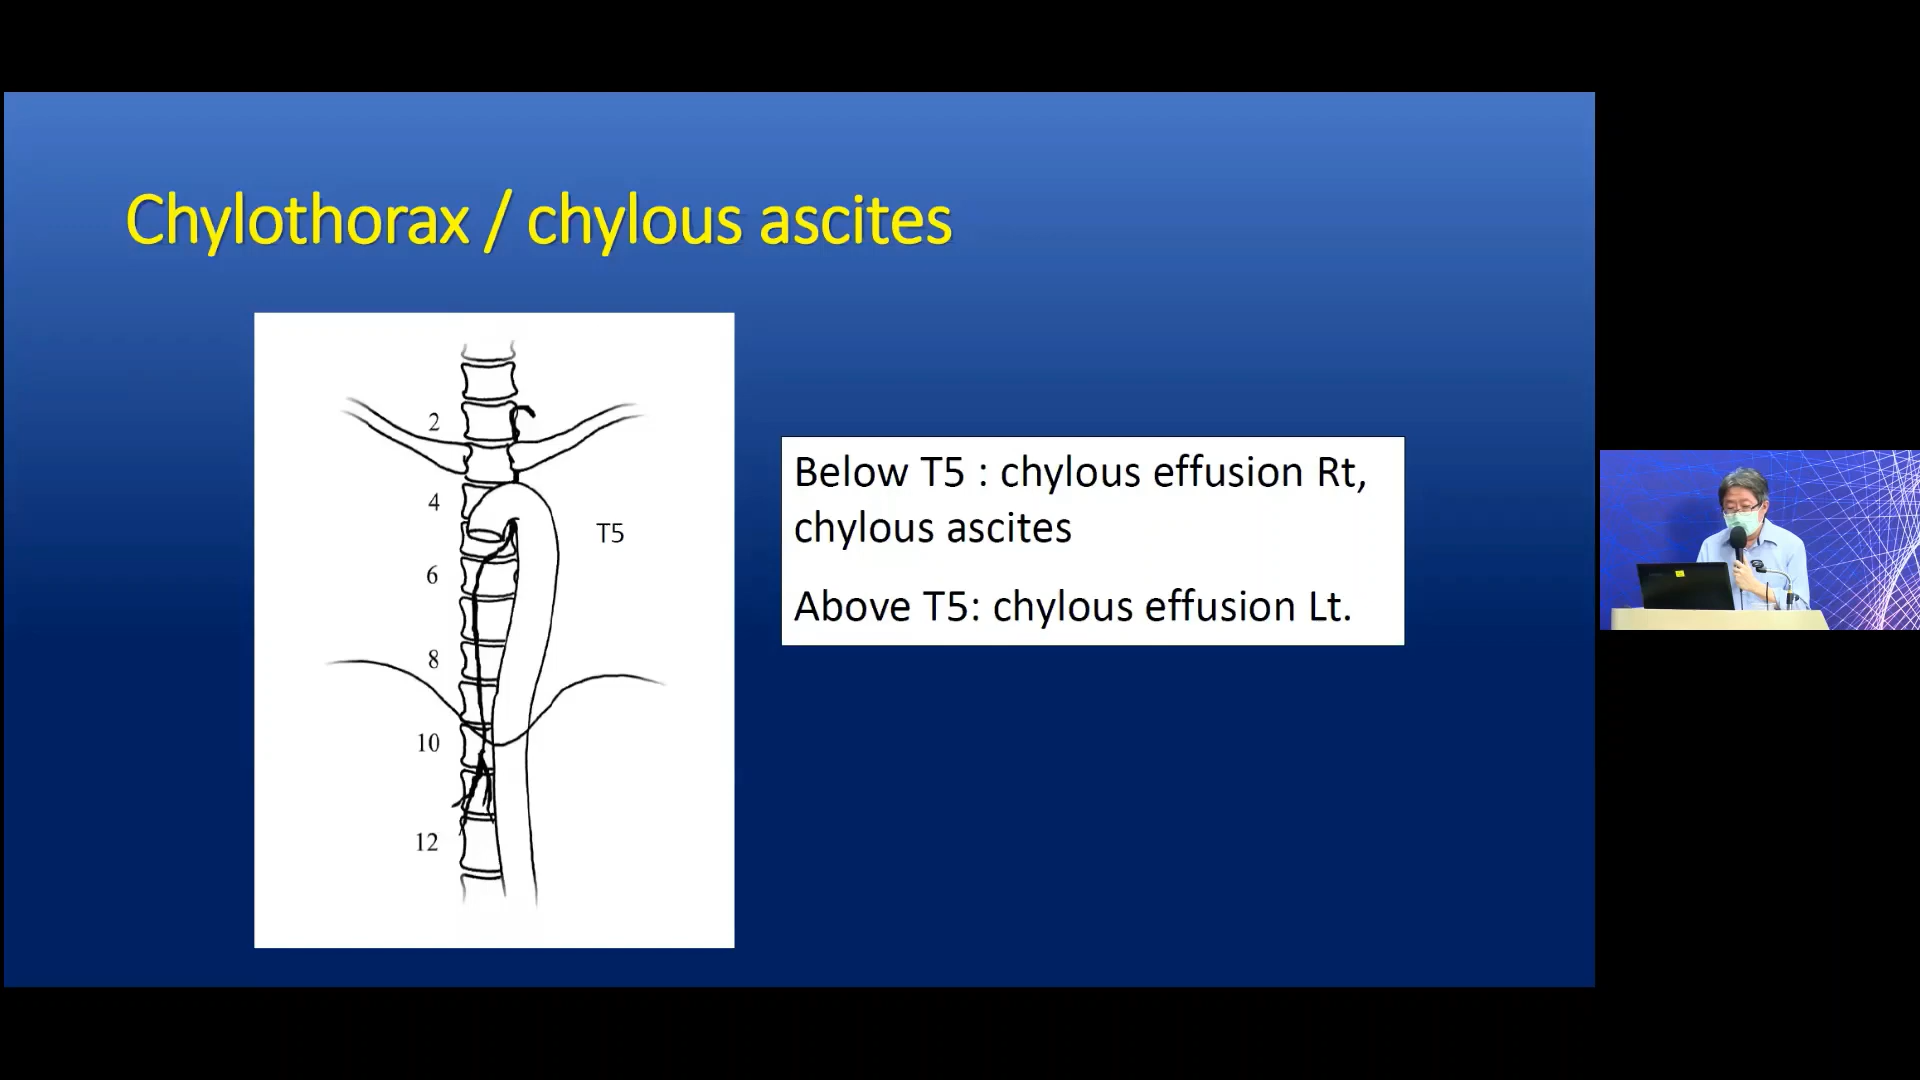 Chylothorax / chylous ascites
2
4
T5
6
8
10
12
Below T5 : chylous effusion Rt,
chylous ascites
Above T5: chylous effusion Lt.